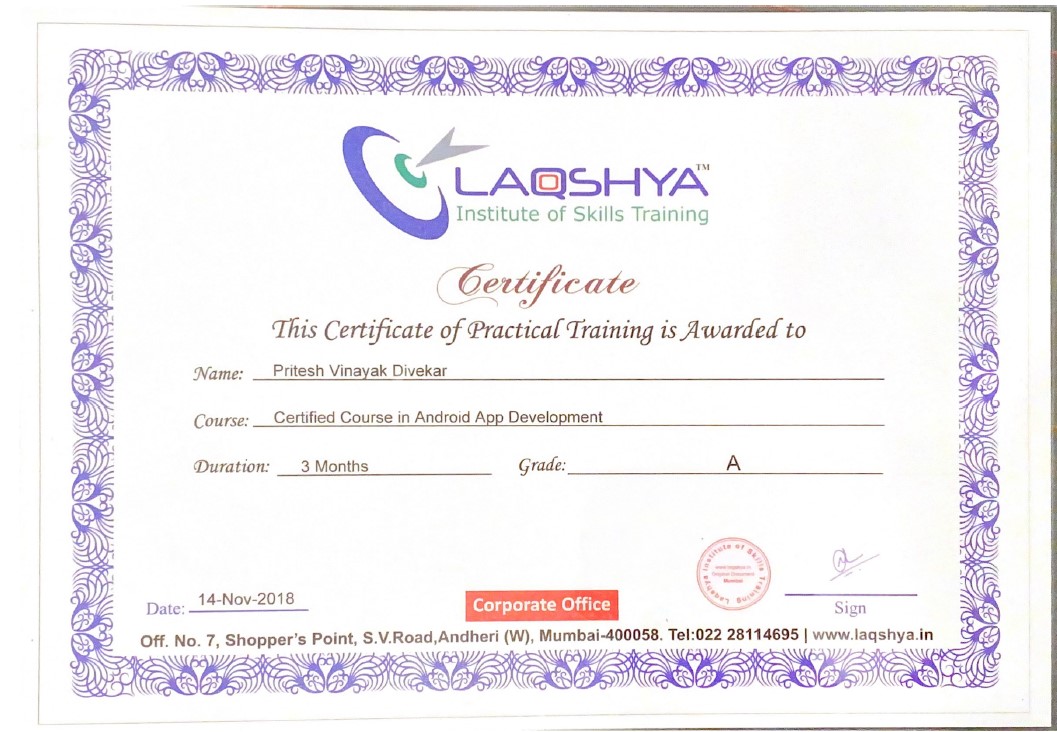 LAQSHYA™
Institute of Skills Training
Certificate
This Certificate of Practical Training is Awarded to
Name: Pritesh Vinayak Divekar
Course: Certified Course in Android App Development
Duration: 3 Months Grade: A
Laqshya Institute of Skills Training
Mumbai
Date: 14-Nov-2018
Corporate Office
Sign
Off. No. 7, Shopper's Point, S.V.Road,Andheri (W), Mumbai-400058. Tel:022 28114695 | www.laqshya.in